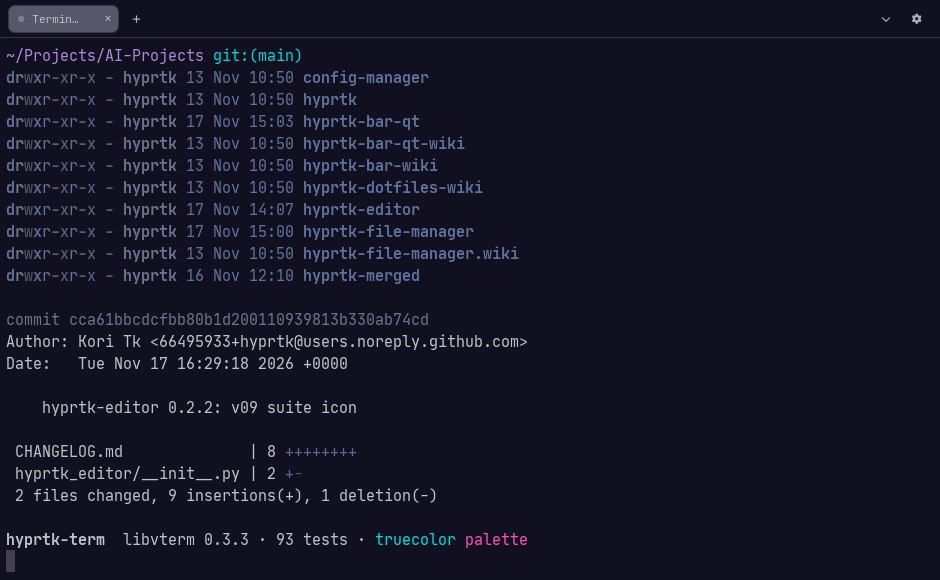 Termin… × +
~/Projects/AI-Projects git:(main)
drwxr-xr-x - hyprtk 13 Nov 10:50 config-manager
drwxr-xr-x - hyprtk 13 Nov 10:50 hyprtk
drwxr-xr-x - hyprtk 17 Nov 15:03 hyprtk-bar-qt
drwxr-xr-x - hyprtk 13 Nov 10:50 hyprtk-bar-qt-wiki
drwxr-xr-x - hyprtk 13 Nov 10:50 hyprtk-bar-wiki
drwxr-xr-x - hyprtk 13 Nov 10:50 hyprtk-dotfiles-wiki
drwxr-xr-x - hyprtk 17 Nov 14:07 hyprtk-editor
drwxr-xr-x - hyprtk 17 Nov 15:00 hyprtk-file-manager
drwxr-xr-x - hyprtk 13 Nov 10:50 hyprtk-file-manager.wiki
drwxr-xr-x - hyprtk 16 Nov 12:10 hyprtk-merged
commit cca61bbcdcfbb80b1d200110939813b330ab74cd
Author: Kori Tk <66495933+hyprtk@users.noreply.github.com>
Date:   Tue Nov 17 16:29:18 2026 +0000
    hyprtk-editor 0.2.2: v09 suite icon
 CHANGELOG.md              | 8 ++++++++
 hyprtk_editor/__init__.py | 2 +-
 2 files changed, 9 insertions(+), 1 deletion(-)
hyprtk-term  libvterm 0.3.3 · 93 tests · truecolor palette